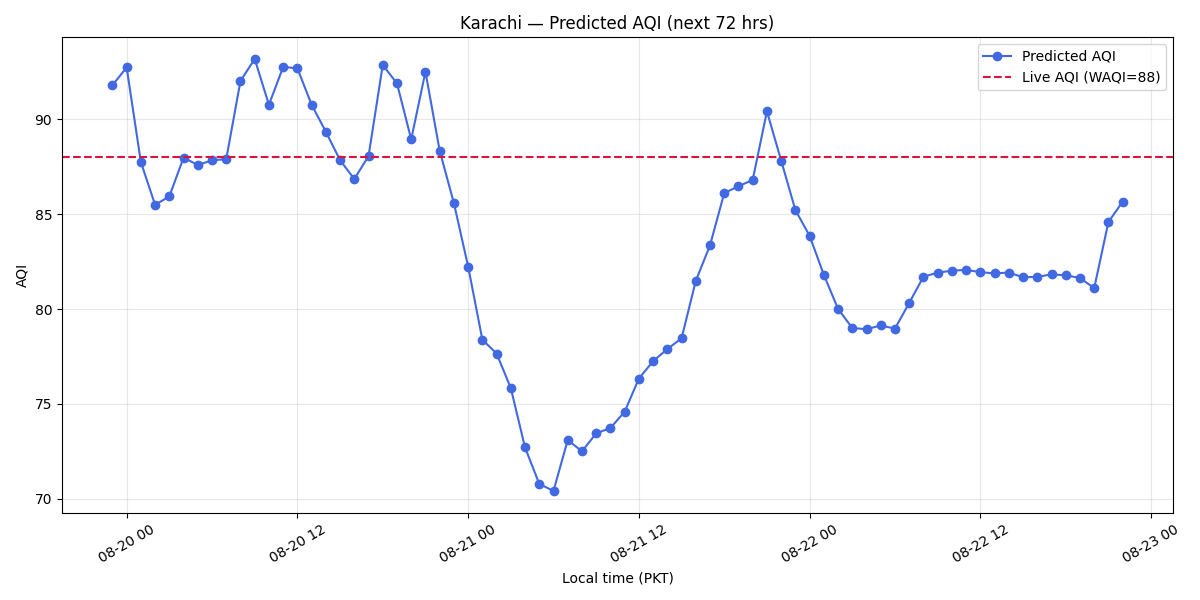 Karachi — Predicted AQI (next 72 hrs)
Predicted AQI
Live AQI (WAQI=88)
AQI
90
85
80
75
70
08-20 00
08-20 12
08-21 00
08-21 12
08-22 00
08-22 12
08-23 00
Local time (PKT)